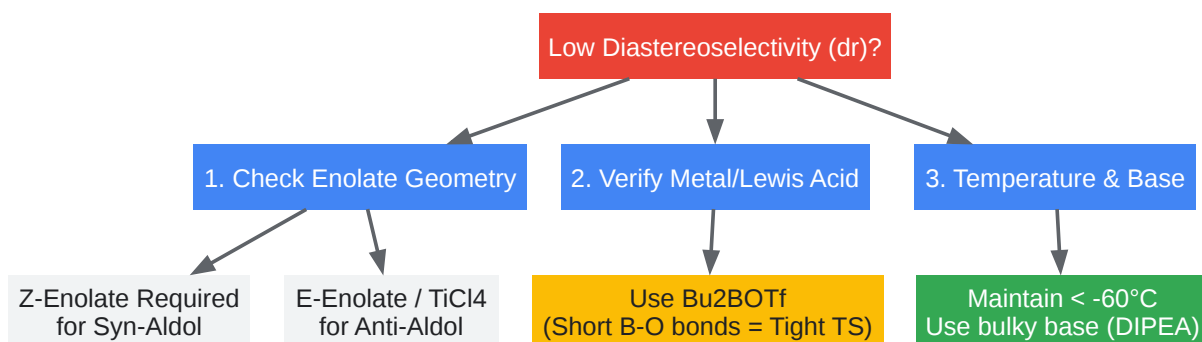 Low Diastereoselectivity (dr)?
1. Check Enolate Geometry
2. Verify Metal/Lewis Acid
3. Temperature & Base
Z-Enolate Required
for Syn-Aldol
E-Enolate / TiCl4
for Anti-Aldol
Use Bu2BOTf
(Short B-O bonds = Tight TS)
Maintain < -60°C
Use bulky base (DIPEA)